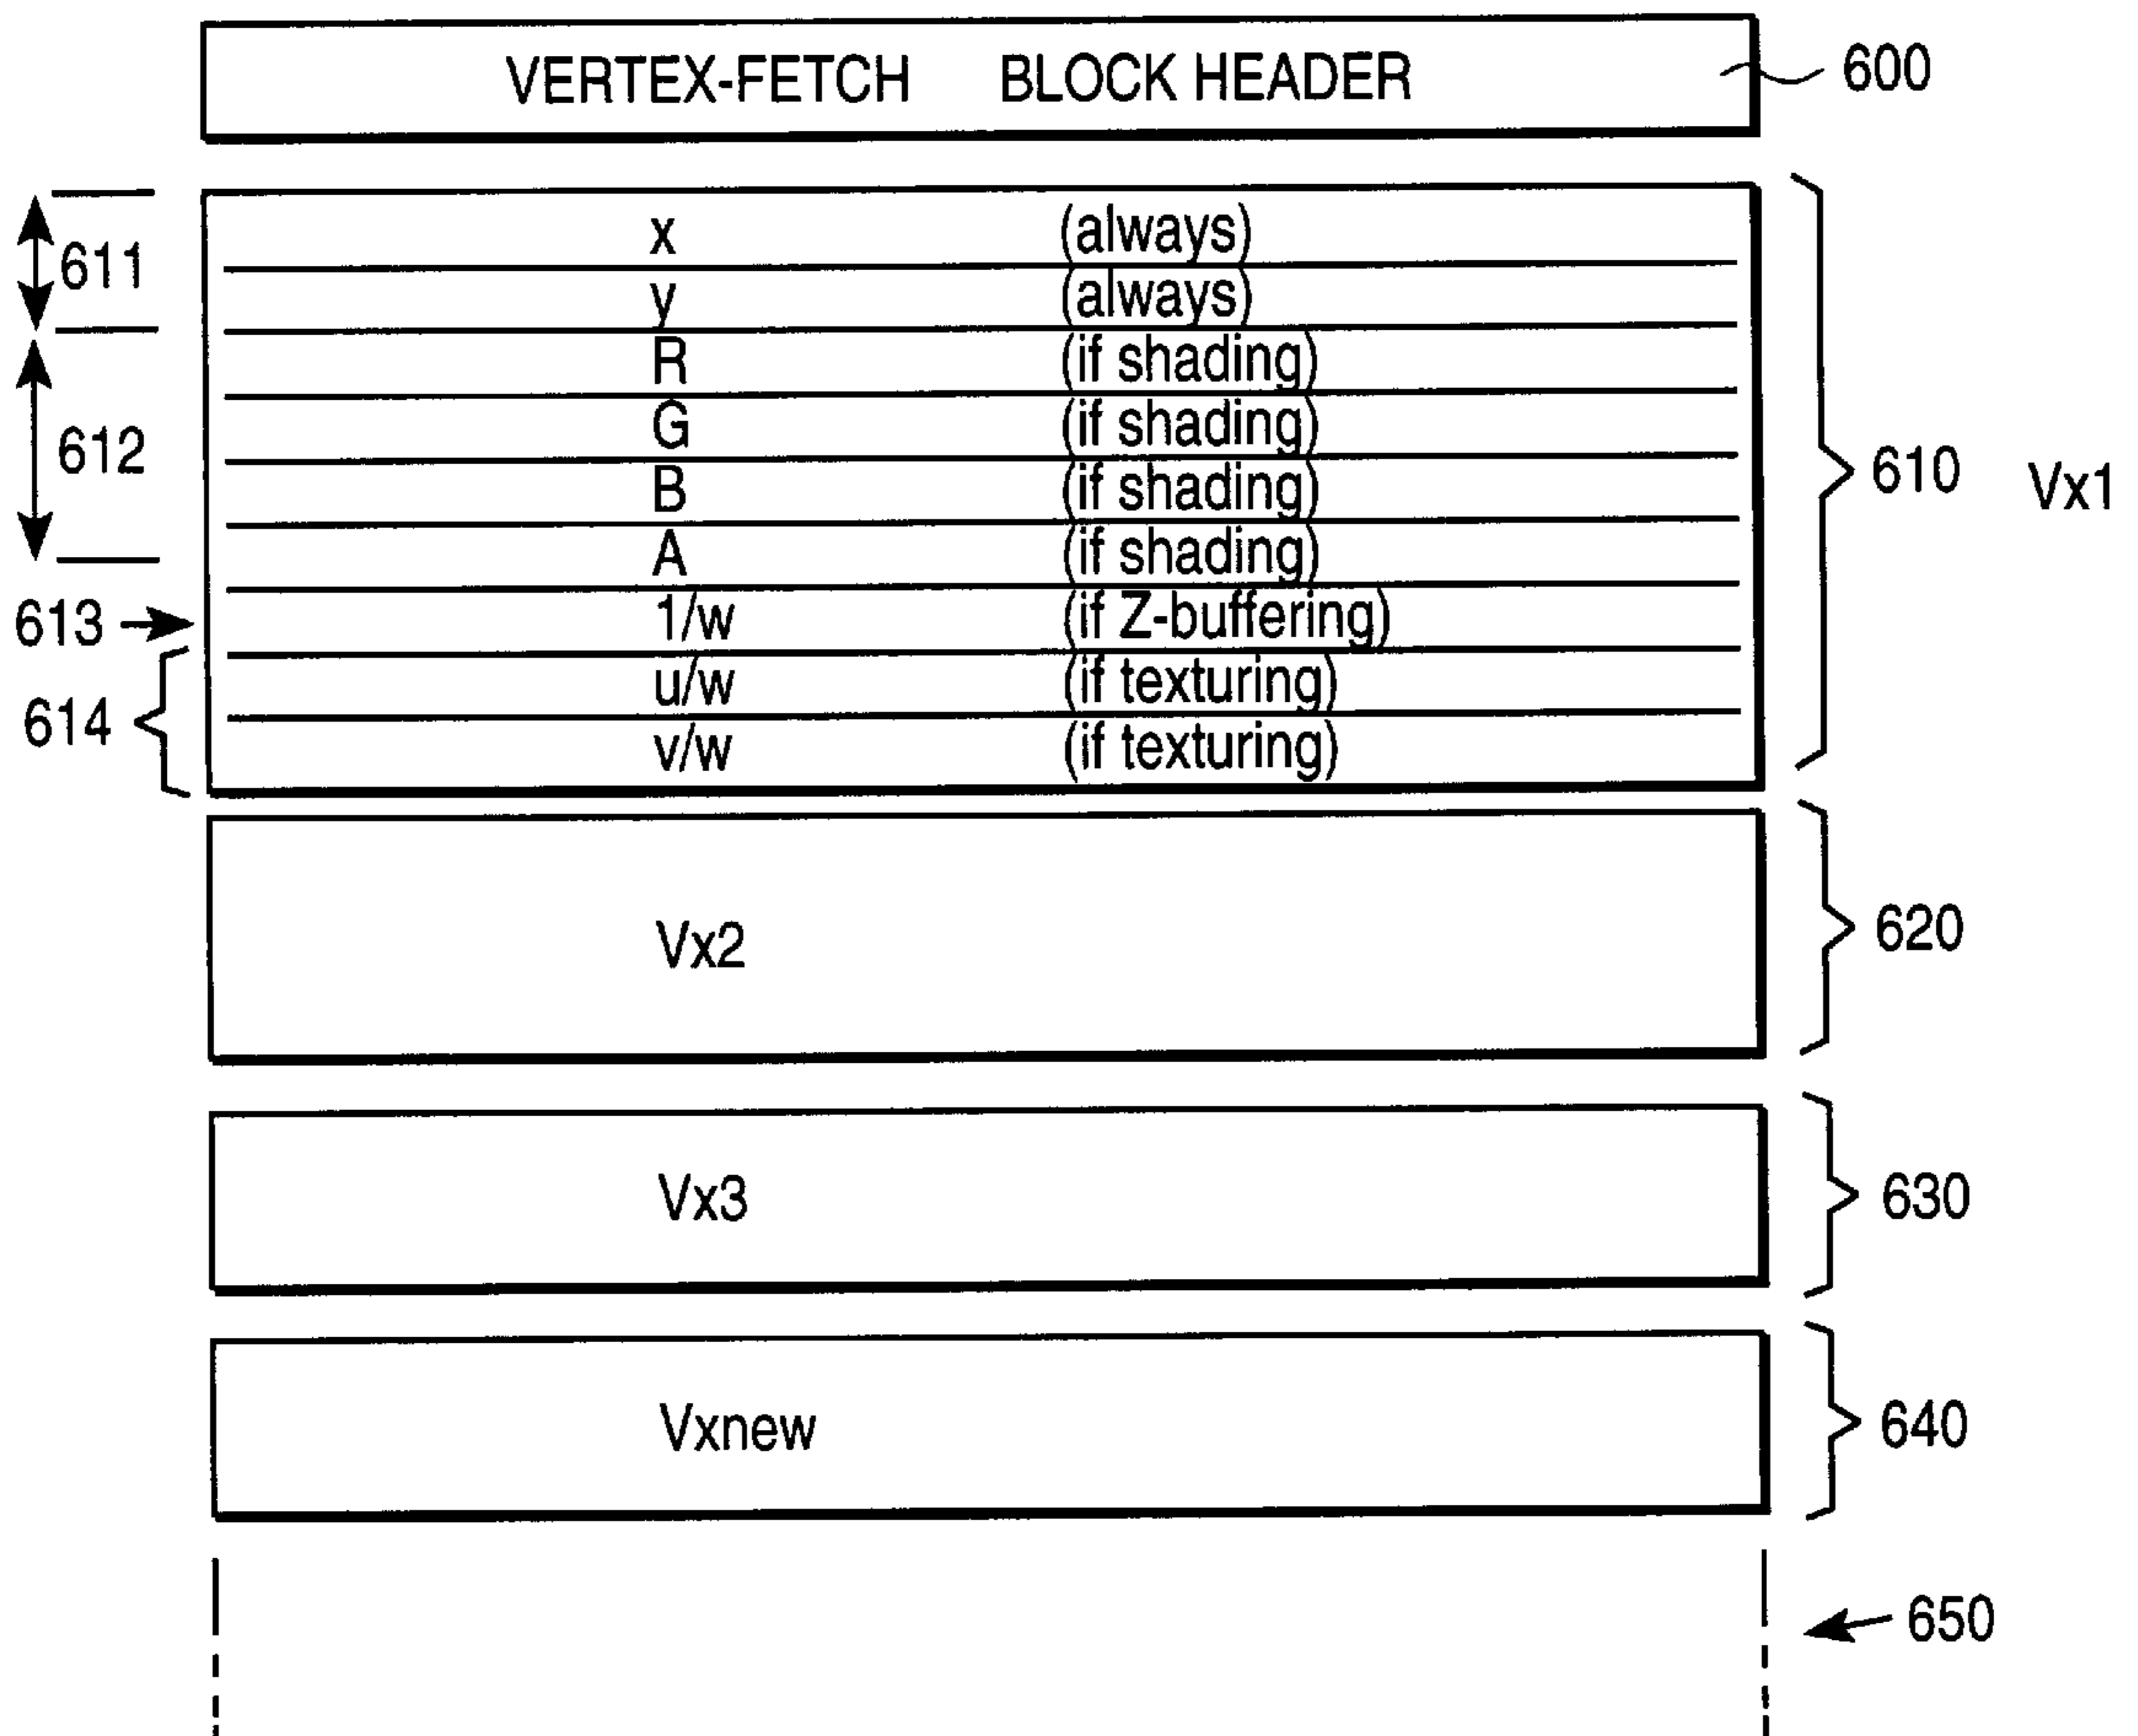 VERTEX-FETCH BLOCK HEADER 600
x (always)
611
y (always)
R (if shading)
G (if shading)
612
610 Vx1
B (if shading)
A (if shading)
613 1/w (if Z-buffering)
u/w (if texturing)
614
v/w (if texturing)
Vx2 620
Vx3 630
Vxnew 640
650